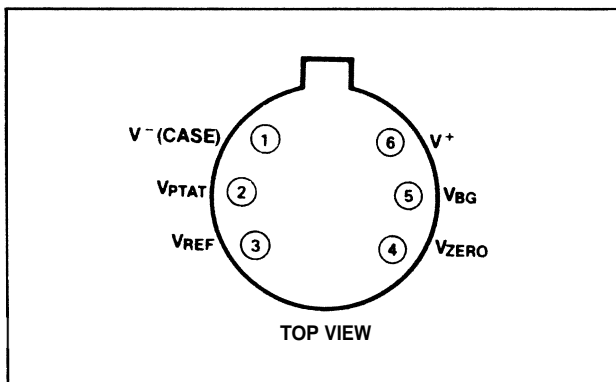 V⁻(CASE) 1 6 V⁺
VPTAT 2 5 VBG
VREF 3 4 VZERO
TOP VIEW